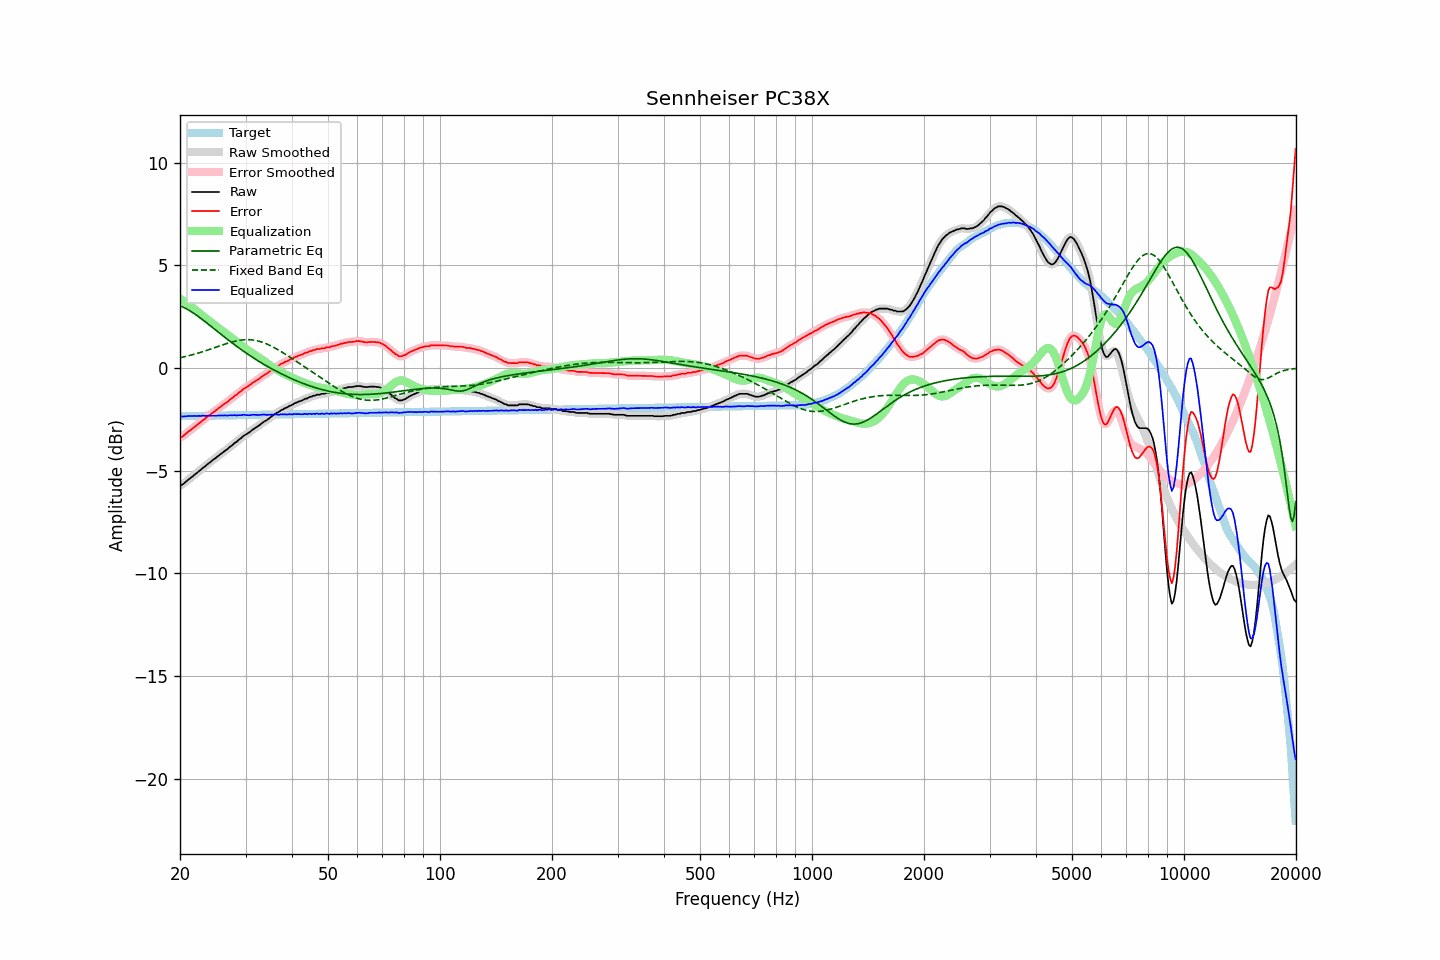 Sennheiser PC38X
Target
Raw Smoothed
Error Smoothed
Raw
Error
Equalization
Parametric Eq
Fixed Band Eq
Equalized
Amplitude (dBr)
10
5
0
−5
−10
−15
−20
20 50 100 200 500 1000 2000 5000 10000 20000
Frequency (Hz)